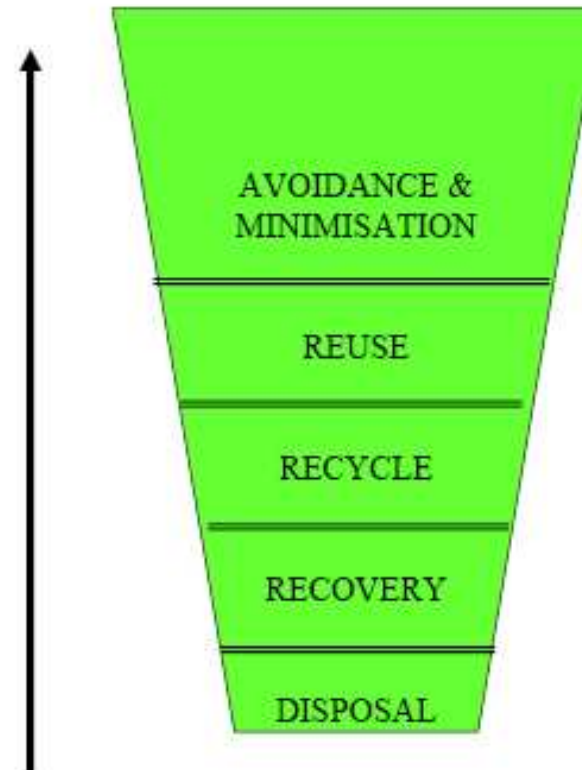 AVOIDANCE &
MINIMISATION
REUSE
RECYCLE
RECOVERY
DISPOSAL